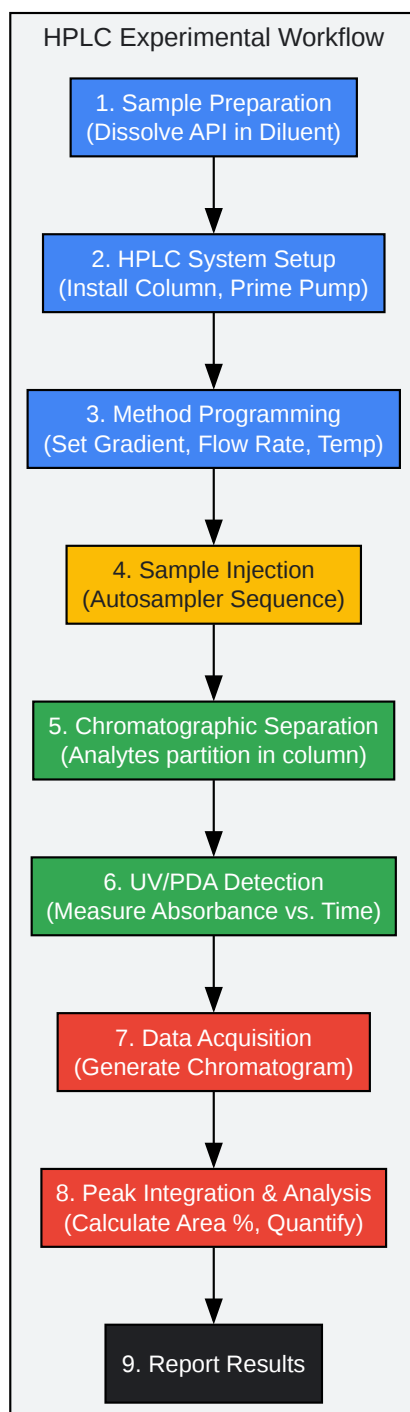 HPLC Experimental Workflow
1. Sample Preparation
(Dissolve API in Diluent)
2. HPLC System Setup
(Install Column, Prime Pump)
3. Method Programming
(Set Gradient, Flow Rate, Temp)
4. Sample Injection
(Autosampler Sequence)
5. Chromatographic Separation
(Analytes partition in column)
6. UV/PDA Detection
(Measure Absorbance vs. Time)
7. Data Acquisition
(Generate Chromatogram)
8. Peak Integration & Analysis
(Calculate Area %, Quantify)
9. Report Results